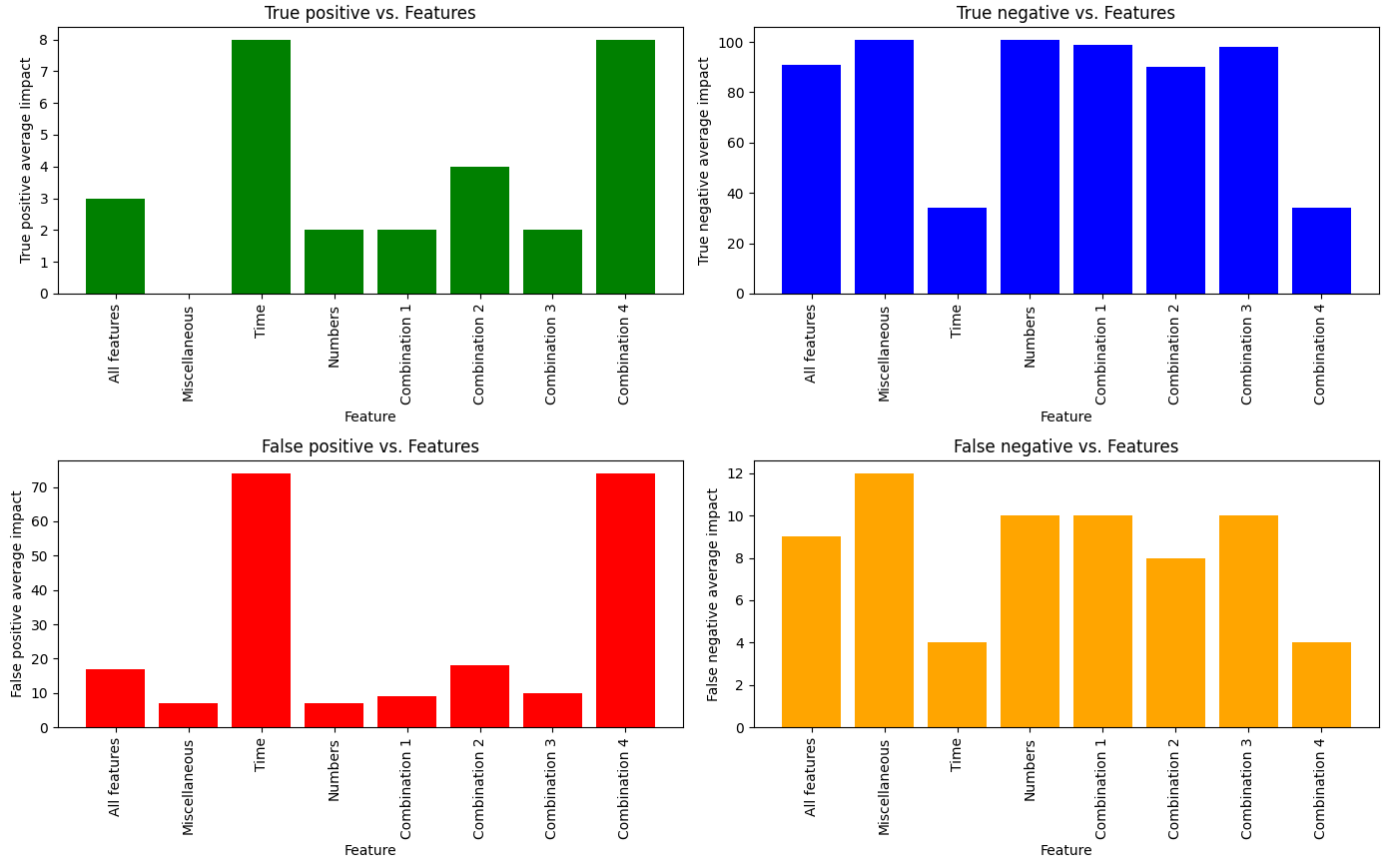 True positive vs. Features
True positive average Iimpact
8
7
6
5
4
3
2
1
0
All features
Miscellaneous
Time
Numbers
Combination 1
Combination 2
Combination 3
Combination 4
Feature
True negative vs. Features
True negative average impact
100
80
60
40
20
0
All features
Miscellaneous
Time
Numbers
Combination 1
Combination 2
Combination 3
Combination 4
Feature
False positive vs. Features
False positive average impact
70
60
50
40
30
20
10
0
All features
Miscellaneous
Time
Numbers
Combination 1
Combination 2
Combination 3
Combination 4
Feature
False negative vs. Features
False negative average impact
12
10
8
6
4
2
0
All features
Miscellaneous
Time
Numbers
Combination 1
Combination 2
Combination 3
Combination 4
Feature